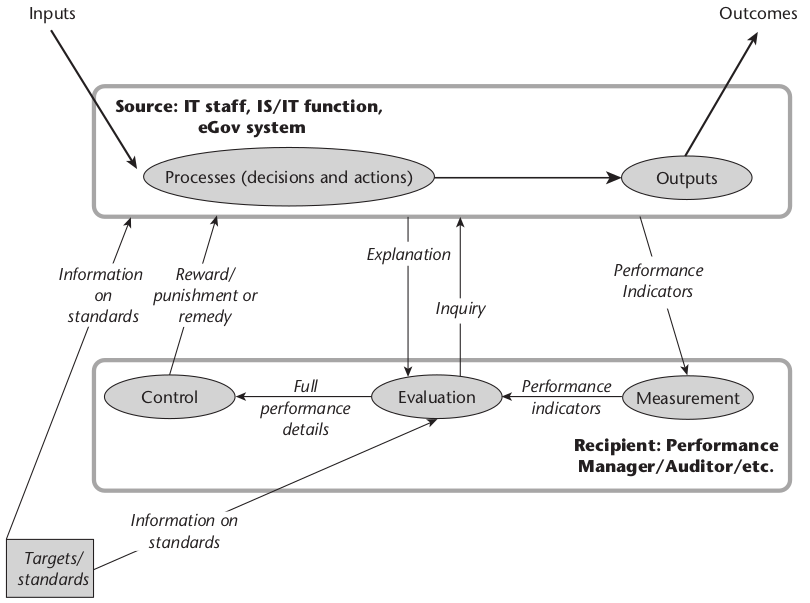 Inputs
Outcomes
Source: IT staff, IS/IT function,
eGov system
Processes (decisions and actions)
Outputs
Information
on
standards
Reward/
punishment or
remedy
Explanation
Inquiry
Performance
Indicators
Control
Full
performance
details
Evaluation
Performance
indicators
Measurement
Recipient: Performance
Manager/Auditor/etc.
Information on
standards
Targets/
standards